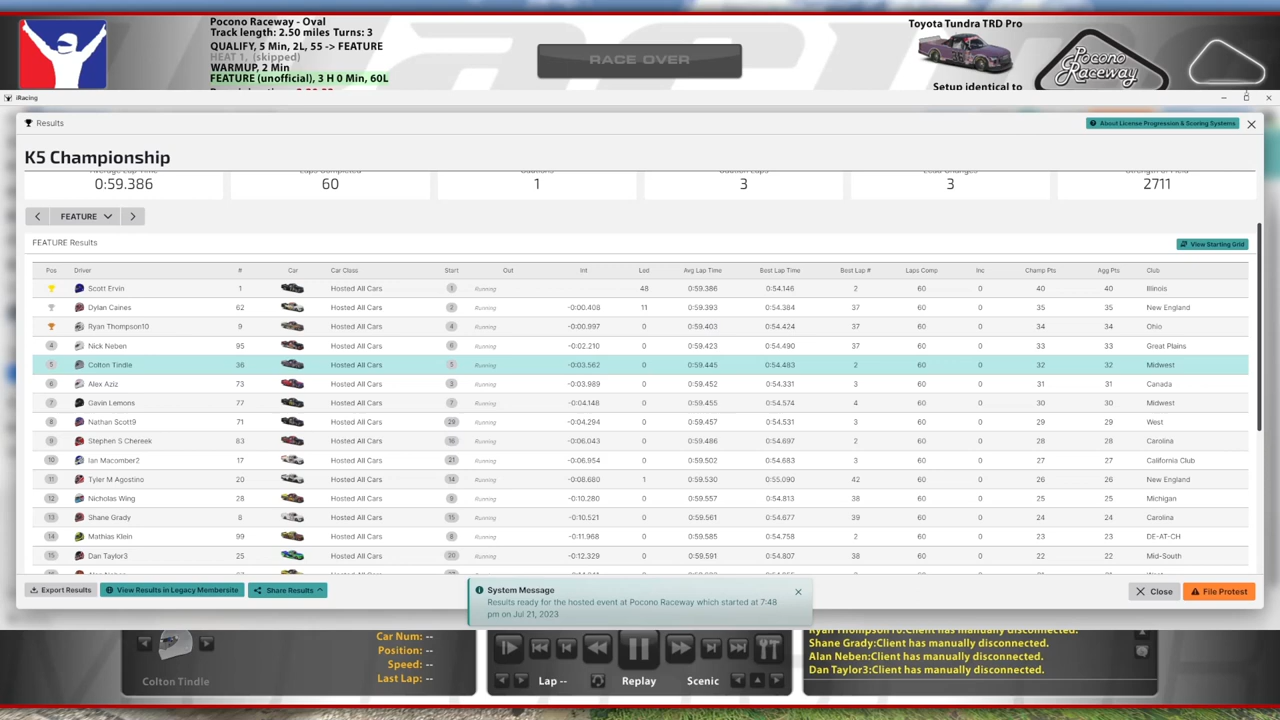 Pocono Raceway - Oval
Track length: 2.50 miles Turns: 3
QUALIFY, 5 Min, 2L, 55 -> FEATURE
HEAT 1, (skipped)
WARMUP, 2 Min
FEATURE (unofficial), 3 H 0 Min, 60L
RACE OVER
Toyota Tundra TRD Pro
Setup identical to
Pocono Raceway
iRacing
Results
About License Progression & Scoring Systems
K5 Championship
Average Lap Time Laps Completed Cautions Caution Laps Lead Changes Strength of Field
0:59.386 60 1 3 3 2711
FEATURE
FEATURE Results
View Starting Grid
Pos Driver # Car Car Class Start Out Int Led Avg Lap Time Best Lap Time Best Lap # Laps Comp Inc Champ Pts Agg Pts Club
Scott Ervin 1 Hosted All Cars 1 Running 48 0:59.386 0:54.146 2 60 0 40 40 Illinois
Dylan Caines 62 Hosted All Cars 2 Running -0:00.408 11 0:59.393 0:54.384 37 60 0 35 35 New England
Ryan Thompson10 9 Hosted All Cars 4 Running -0:00.997 0 0:59.403 0:54.424 37 60 0 34 34 Ohio
4 Nick Neben 95 Hosted All Cars 6 Running -0:02.210 0 0:59.423 0:54.490 37 60 0 33 33 Great Plains
5 Colton Tindle 36 Hosted All Cars 5 Running -0:03.562 0 0:59.445 0:54.483 2 60 0 32 32 Midwest
6 Alex Aziz 73 Hosted All Cars 3 Running -0:03.989 0 0:59.452 0:54.331 3 60 0 31 31 Canada
7 Gavin Lemons 77 Hosted All Cars 7 Running -0:04.148 0 0:59.455 0:54.574 4 60 0 30 30 Midwest
8 Nathan Scott9 71 Hosted All Cars 29 Running -0:04.294 0 0:59.457 0:54.531 3 60 0 29 29 West
9 Stephen S Chereek 83 Hosted All Cars 16 Running -0:06.043 0 0:59.486 0:54.697 2 60 0 28 28 Carolina
10 Ian Macomber2 17 Hosted All Cars 21 Running -0:06.954 0 0:59.502 0:54.683 3 60 0 27 27 California Club
11 Tyler M Agostino 20 Hosted All Cars 14 Running -0:08.680 1 0:59.530 0:55.090 42 60 0 26 26 New England
12 Nicholas Wing 28 Hosted All Cars 9 Running -0:10.280 0 0:59.557 0:54.813 38 60 0 25 25 Michigan
13 Shane Grady 8 Hosted All Cars 15 Running -0:10.521 0 0:59.561 0:54.677 39 60 0 24 24 Carolina
14 Mathias Klein 99 Hosted All Cars 8 Running -0:11.968 0 0:59.585 0:54.758 2 60 0 23 23 DE-AT-CH
15 Dan Taylor3 25 Hosted All Cars 20 Running -0:12.329 0 0:59.591 0:54.807 38 60 0 22 22 Mid-South
Export Results
View Results in Legacy Membersite
Share Results
System Message
Results ready for the hosted event at Pocono Raceway which started at 7:48
pm on Jul 21, 2023
Close
File Protest
Colton Tindle
Car Num: --
Position: --
Speed: --
Last Lap: --
Lap -- Replay Scenic
Ryan Thompson10:Client has manually disconnected.
Shane Grady:Client has manually disconnected.
Alan Neben:Client has manually disconnected.
Dan Taylor3:Client has manually disconnected.